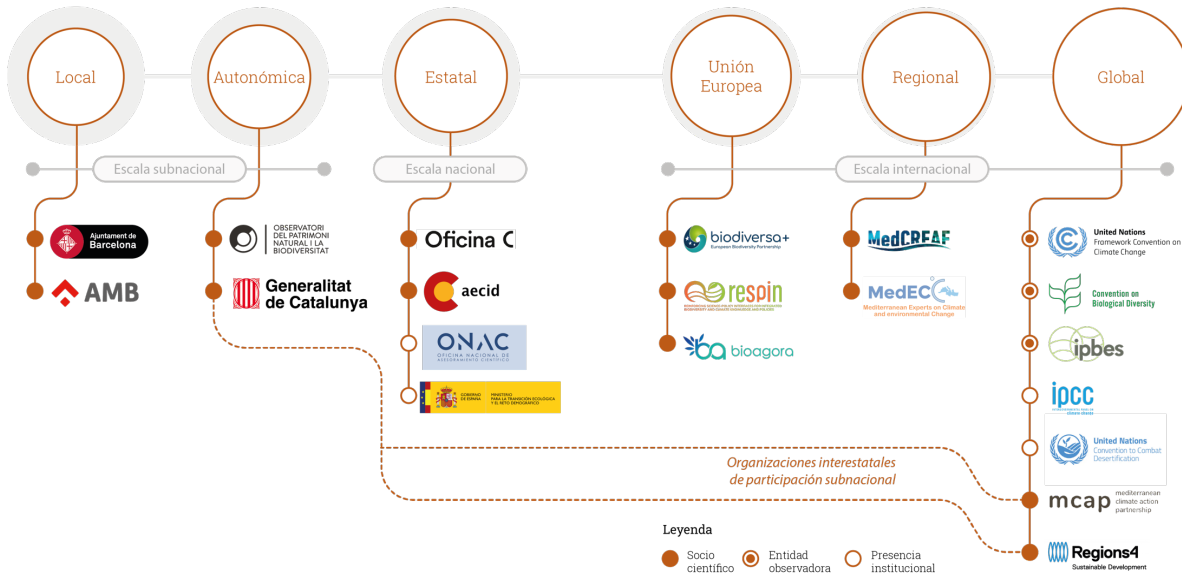 Local
Autonómica
Estatal
Unión
Europea
Regional
Global
Escala subnacional
Escala nacional
Escala internacional
Ajuntament de
Barcelona
AMB
OBSERVATORI
DEL PATRIMONI
NATURAL I LA
BIODIVERSITAT
Generalitat
de Catalunya
Oficina C
aecid
ONAC
OFICINA NACIONAL DE
ASESORAMIENTO CIENTÍFICO
GOBIERNO
DE ESPAÑA
MINISTERIO
PARA LA TRANSICIÓN ECOLÓGICA
Y EL RETO DEMOGRÁFICO
biodiversa+
European Biodiversity Partnership
respin
bioagora
MedCREAF
MedECC
Mediterranean Experts on Climate
and environmental Change
United Nations
Framework Convention on
Climate Change
Convention on
Biological Diversity
ipbes
ipcc
United Nations
Convention to Combat
Desertification
mcap
mediterranean
climate action
partnership
Regions4
Sustainable Development
Organizaciones interestatales
de participación subnacional
Leyenda
Socio
científico
Entidad
observadora
Presencia
institucional